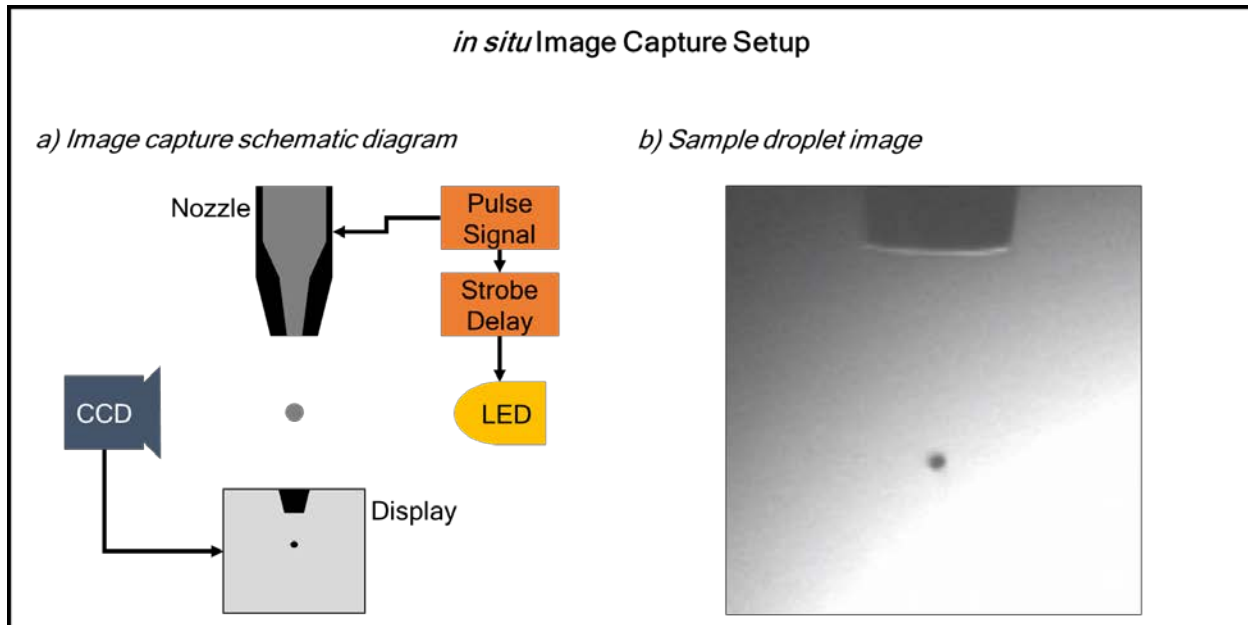 in situ Image Capture Setup
a) Image capture schematic diagram
b) Sample droplet image
Nozzle
Pulse
Signal
Strobe
Delay
CCD
LED
Display